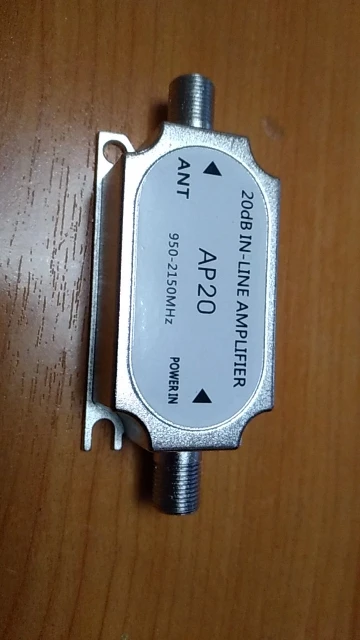 20dB IN-LINE AMPLIFIER
AP20
950-2150MHz
ANT
POWER IN